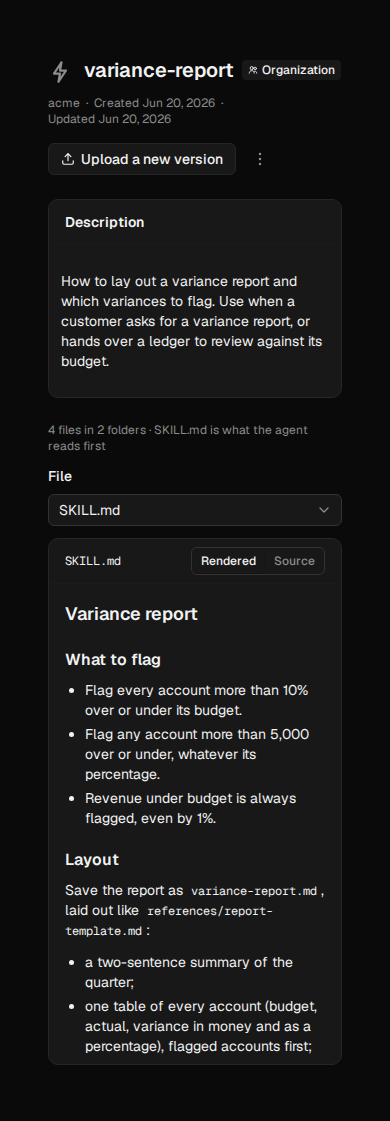 variance-report
Organization
acme · Created Jun 20, 2026 ·
Updated Jun 20, 2026
Upload a new version
Description
How to lay out a variance report and
which variances to flag. Use when a
customer asks for a variance report, or
hands over a ledger to review against its
budget.
4 files in 2 folders · SKILL.md is what the agent
reads first
File
SKILL.md
SKILL.md
Rendered
Source
Variance report
What to flag
• Flag every account more than 10%
over or under its budget.
• Flag any account more than 5,000
over or under, whatever its
percentage.
• Revenue under budget is always
flagged, even by 1%.
Layout
Save the report as variance-report.md,
laid out like references/report-
template.md:
• a two-sentence summary of the
quarter;
• one table of every account (budget,
actual, variance in money and as a
percentage), flagged accounts first;